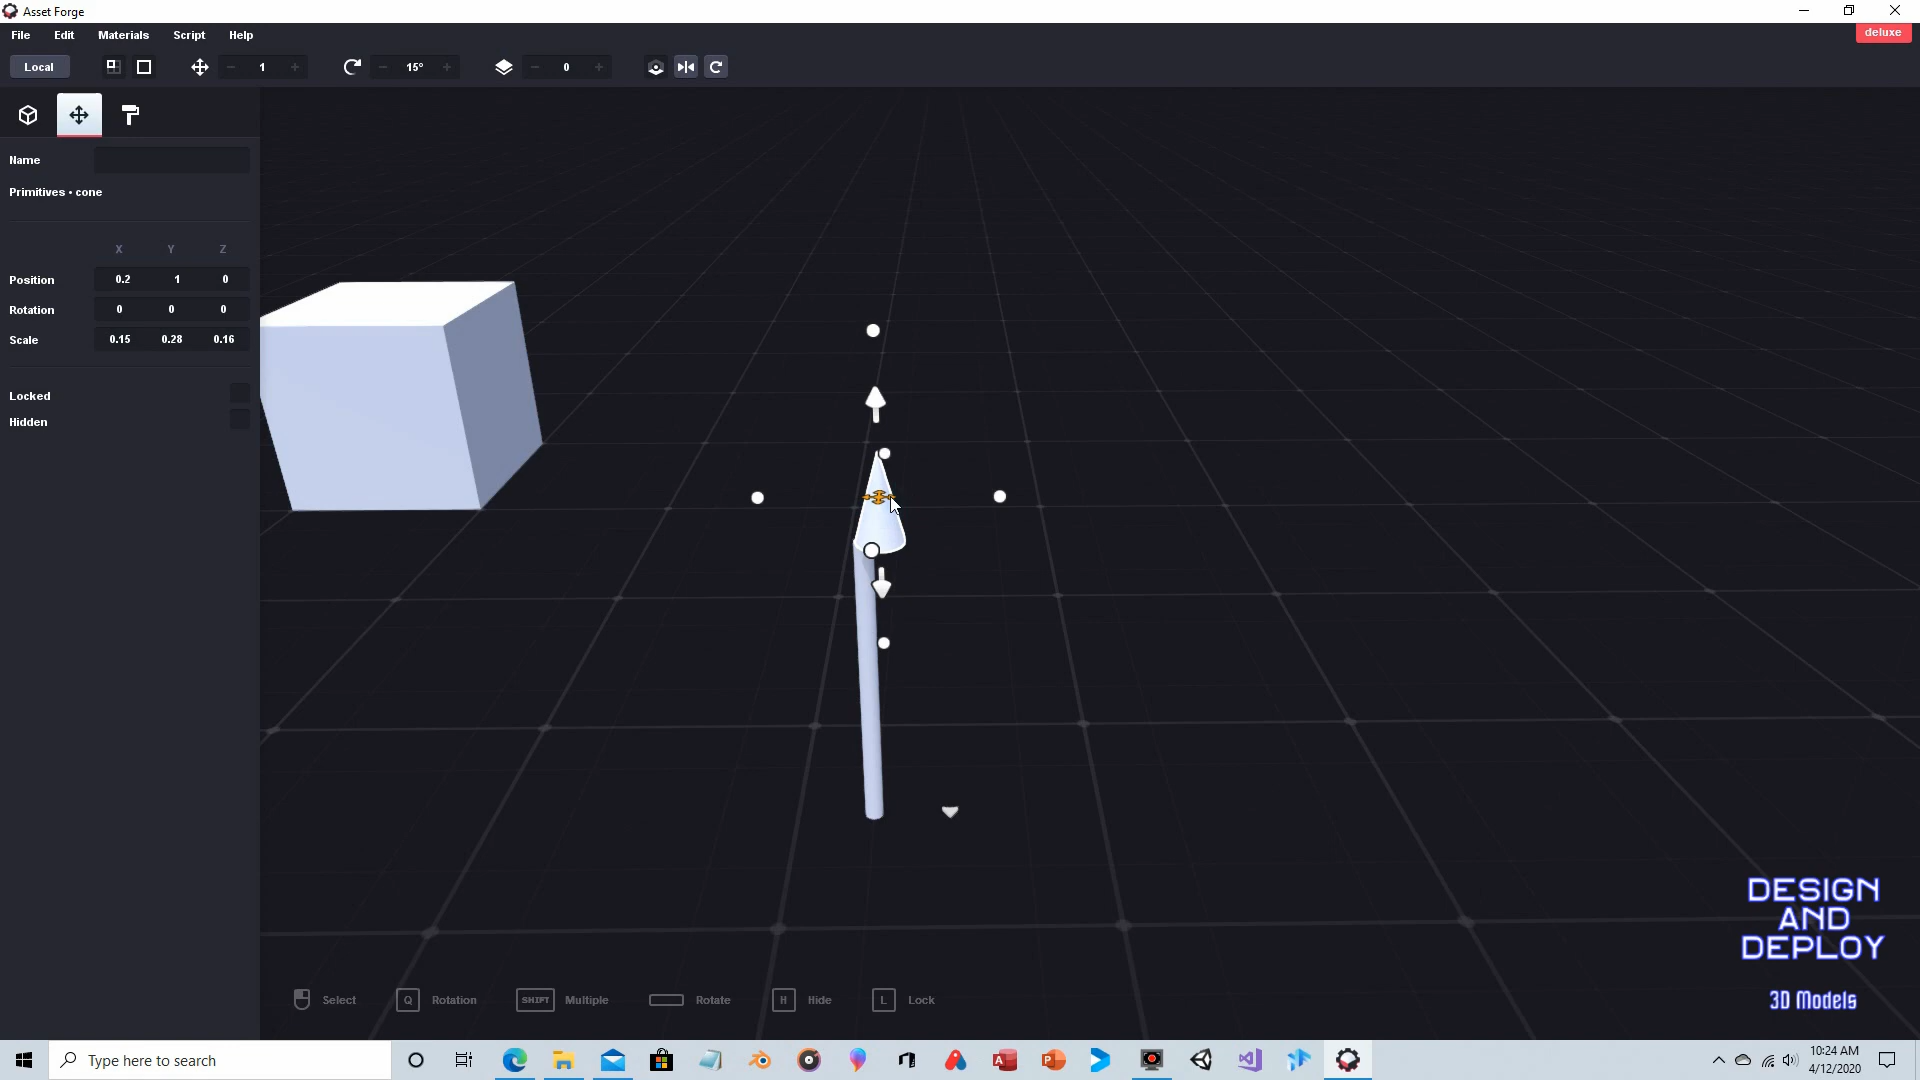 Asset Forge
File Edit Materials Script Help
deluxe
Local 1 15° 0
Name
Primitives • cone
X Y Z
Position 0.2 1 0
Rotation 0 0 0
Scale 0.15 0.28 0.16
Locked
Hidden
DESIGN
AND
DEPLOY
3D Models
Select Q Rotation SHIFT Multiple Rotate H Hide L Lock
Type here to search
10:24 AM
4/12/2020